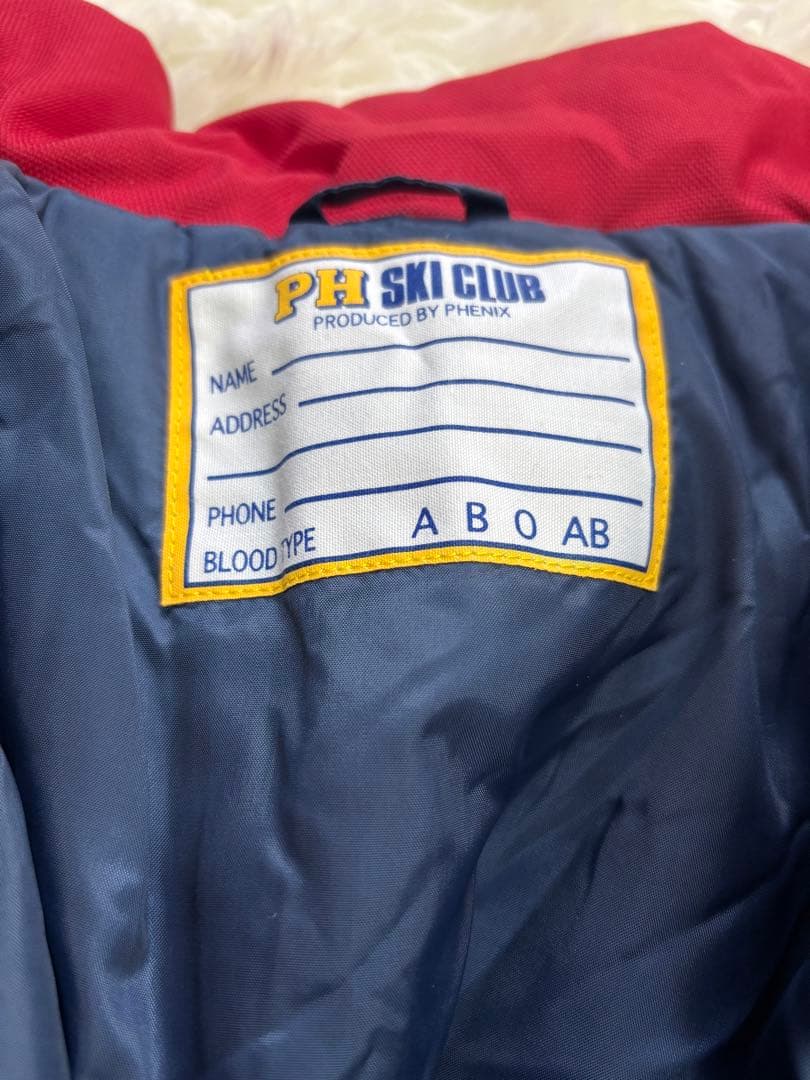 PH SKI CLUB
PRODUCED BY PHENIX
NAME
ADDRESS
PHONE
BLOOD TYPE A B O AB